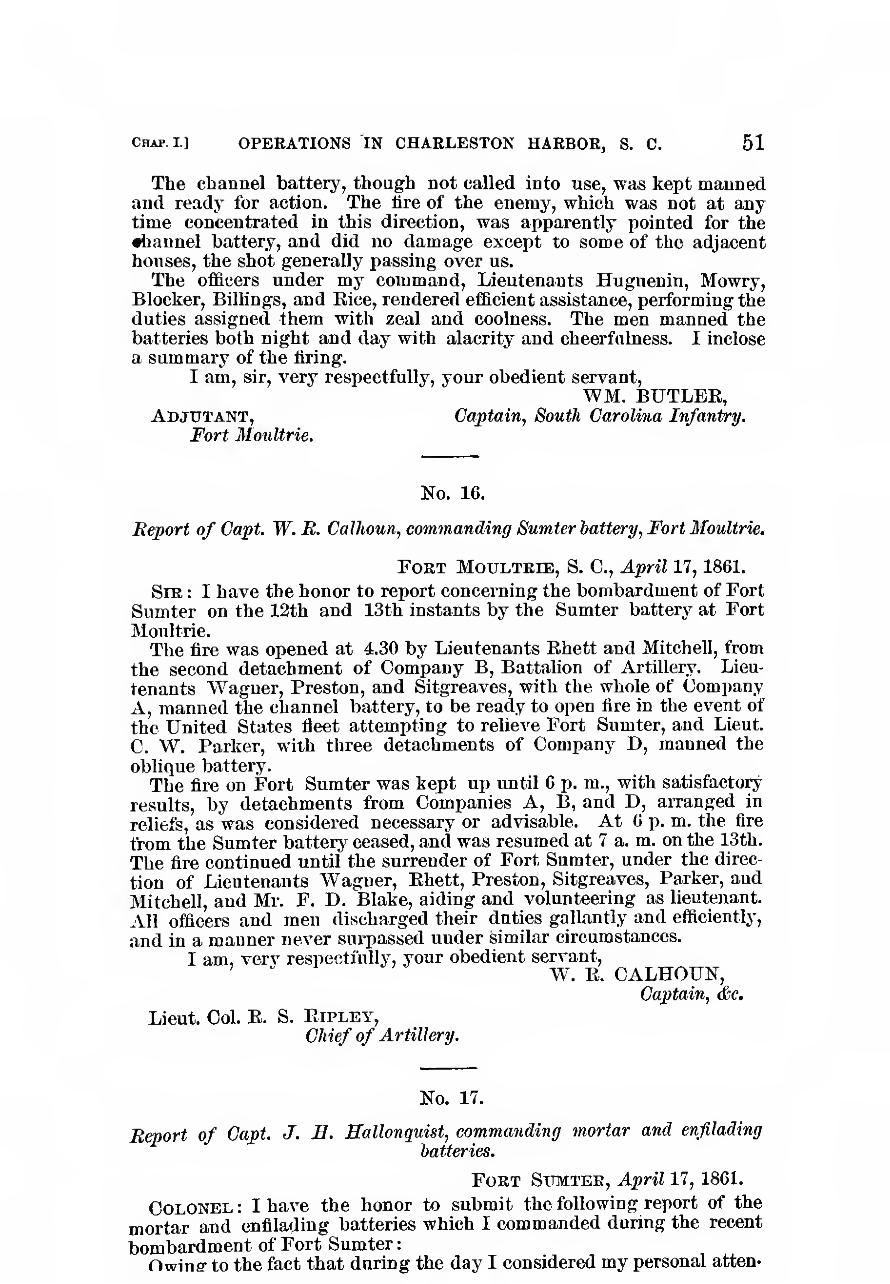 CHAP. I.] OPERATIONS IN CHARLESTON HARBOR, S. C. 51
The channel battery, though not called into use, was kept manned
and ready for action. The fire of the enemy, which was not at any
time concentrated in this direction, was apparently pointed for the
channel battery, and did no damage except to some of the adjacent
houses, the shot generally passing over us.
The officers under my command, Lieutenants Huguenin, Mowry,
Blocker, Billings, and Rice, rendered efficient assistance, performing the
duties assigned them with zeal and coolness. The men manned the
batteries both night and day with alacrity and cheerfulness. I inclose
a summary of the firing.
I am, sir, very respectfully, your obedient servant,
WM. BUTLER,
ADJUTANT, Captain, South Carolina Infantry.
Fort Moultrie.
No. 16.
Report of Capt. W. R. Calhoun, commanding Sumter battery, Fort Moultrie.
FORT MOULTRIE, S. C., April 17, 1861.
SIR: I have the honor to report concerning the bombardment of Fort
Sumter on the 12th and 13th instants by the Sumter battery at Fort
Moultrie.
The fire was opened at 4.30 by Lieutenants Rhett and Mitchell, from
the second detachment of Company B, Battalion of Artillery. Lieu-
tenants Wagner, Preston, and Sitgreaves, with the whole of Company
A, manned the channel battery, to be ready to open fire in the event of
the United States fleet attempting to relieve Fort Sumter, and Lieut.
C. W. Parker, with three detachments of Company D, manned the
oblique battery.
The fire on Fort Sumter was kept up until 6 p. m., with satisfactory
results, by detachments from Companies A, B, and D, arranged in
reliefs, as was considered necessary or advisable. At 6 p. m. the fire
from the Sumter battery ceased, and was resumed at 7 a. m. on the 13th.
The fire continued until the surrender of Fort Sumter, under the direc-
tion of Lieutenants Wagner, Rhett, Preston, Sitgreaves, Parker, and
Mitchell, and Mr. F. D. Blake, aiding and volunteering as lieutenant.
All officers and men discharged their duties gallantly and efficiently,
and in a manner never surpassed under similar circumstances.
I am, very respectfully, your obedient servant,
W. R. CALHOUN,
Captain, &c.
Lieut. Col. R. S. RIPLEY,
Chief of Artillery.
No. 17.
Report of Capt. J. H. Hallonquist, commanding mortar and enfilading
batteries.
FORT SUMTER, April 17, 1861.
COLONEL: I have the honor to submit the following report of the
mortar and enfilading batteries which I commanded during the recent
bombardment of Fort Sumter:
Owing to the fact that during the day I considered my personal atten-